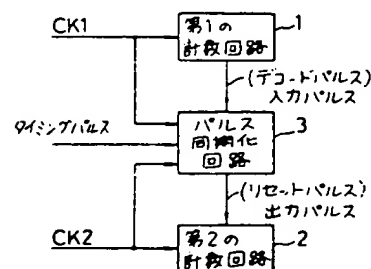 CK1
第1の
計数回路
1
(デコードパルス)
入力パルス
タイミングパルス
パルス
同期化
回路
3
(リセットパルス)
出力パルス
CK2
第2の
計数回路
2